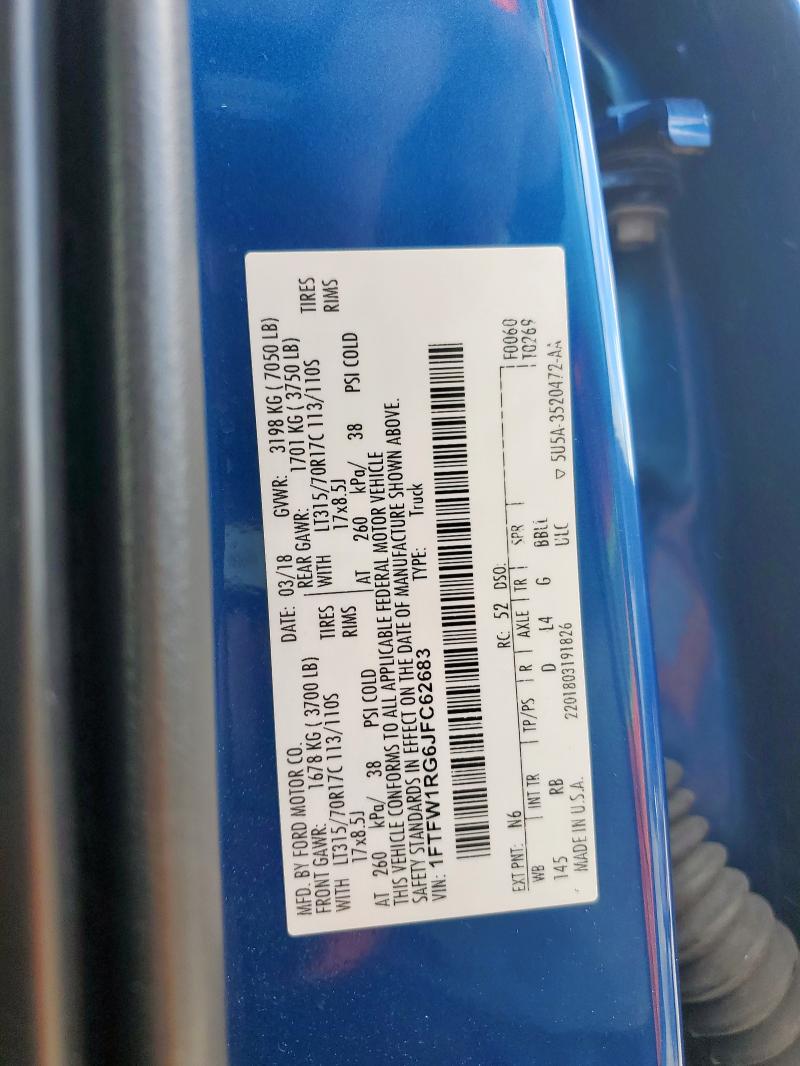 MFD. BY FORD MOTOR CO.
DATE: 03/18 GVWR: 3198 KG ( 7050 LB)
FRONT GAWR: 1678 KG ( 3700 LB) REAR GAWR: 1701 KG ( 3750 LB)
WITH LT315/70R17C 113/110S TIRES WITH LT315/70R17C 113/110S TIRES
17x8.5J RIMS 17x8.5J RIMS
AT 260 kPa/ 38 PSI COLD AT 260 kPa/ 38 PSI COLD
THIS VEHICLE CONFORMS TO ALL APPLICABLE FEDERAL MOTOR VEHICLE
SAFETY STANDARDS IN EFFECT ON THE DATE OF MANUFACTURE SHOWN ABOVE.
VIN: 1FTFW1RG6JFC62683 TYPE: Truck
EXT PNT: N6 RC: 52 DSO: F0060
WB INT TR TP/PS R AXLE TR SPR T0269
145 RB D L4 G BBLL
MADE IN U.S.A. 2201803191826 ULC 5U5A-3520472-AA